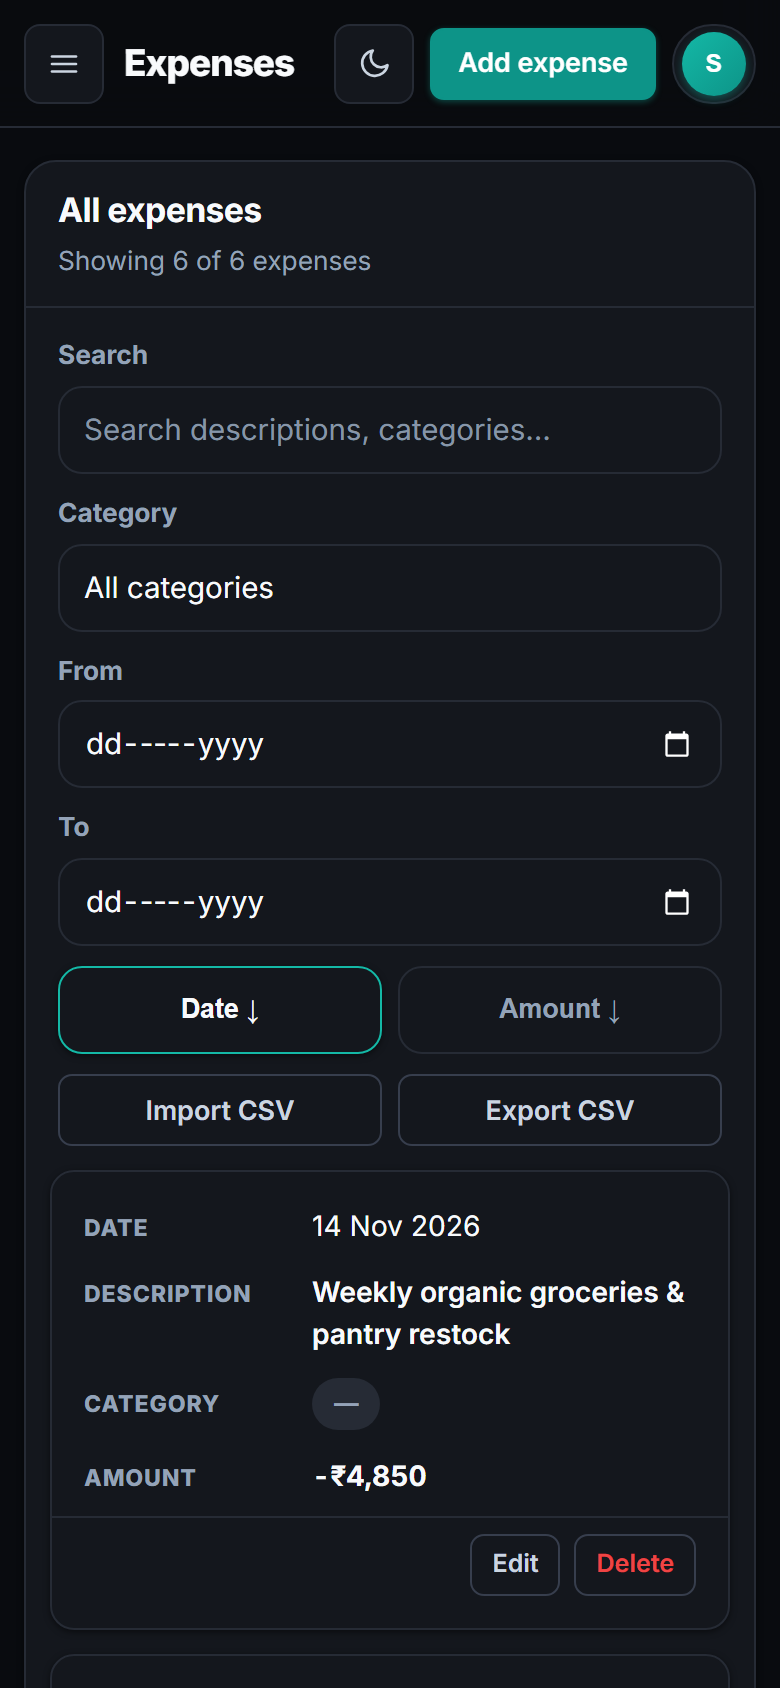 Expenses
Add expense
S
All expenses
Showing 6 of 6 expenses
Search
Search descriptions, categories...
Category
All categories
From
dd-----yyyy
To
dd-----yyyy
Date ↓
Amount ↓
Import CSV
Export CSV
DATE
14 Nov 2026
DESCRIPTION
Weekly organic groceries &
pantry restock
CATEGORY
—
AMOUNT
-₹4,850
Edit
Delete